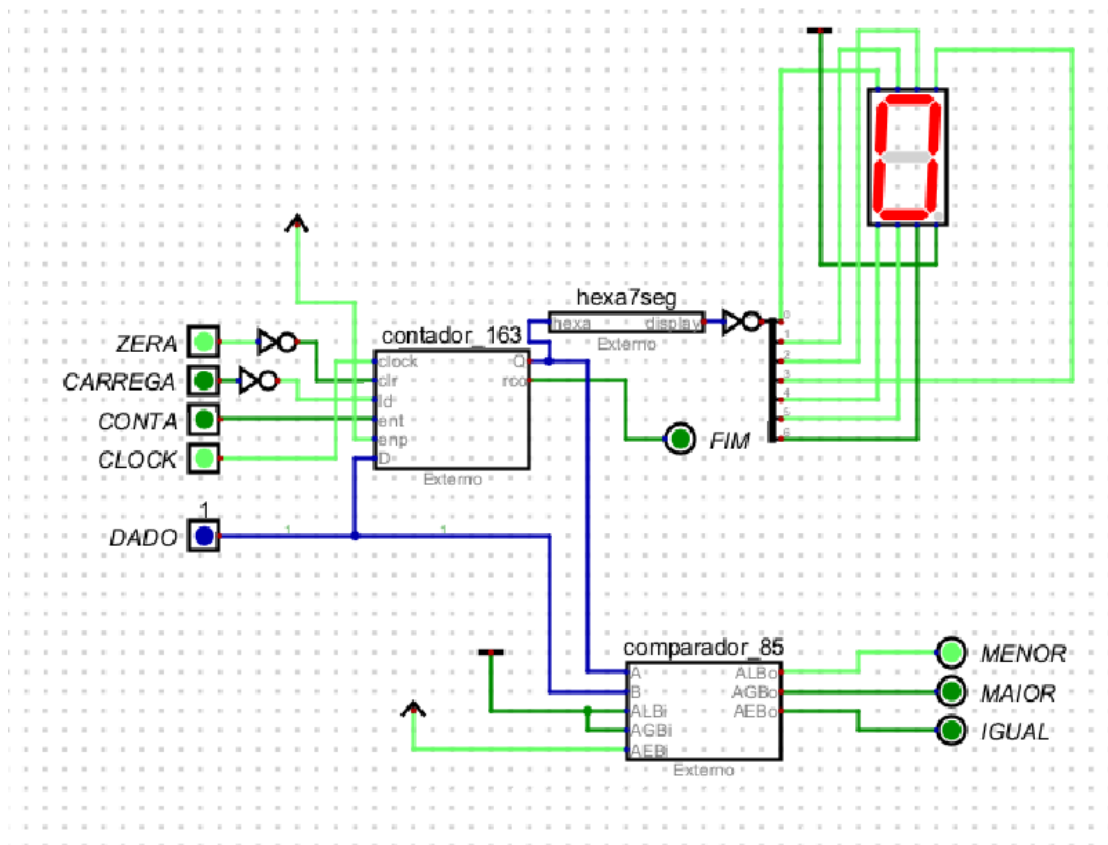 hexa7seg
hexa display
Externo
0
1
2
3
4
5
6
ZERA
CARREGA
CONTA
CLOCK
contador_163
clock Q
clr rco
ld
ent
enp
D
Externo
FIM
1
DADO
1 1
comparador_85
A ALBo
B AGBo
ALBi AEBo
AGBi
AEBi
Externo
MENOR
MAIOR
IGUAL